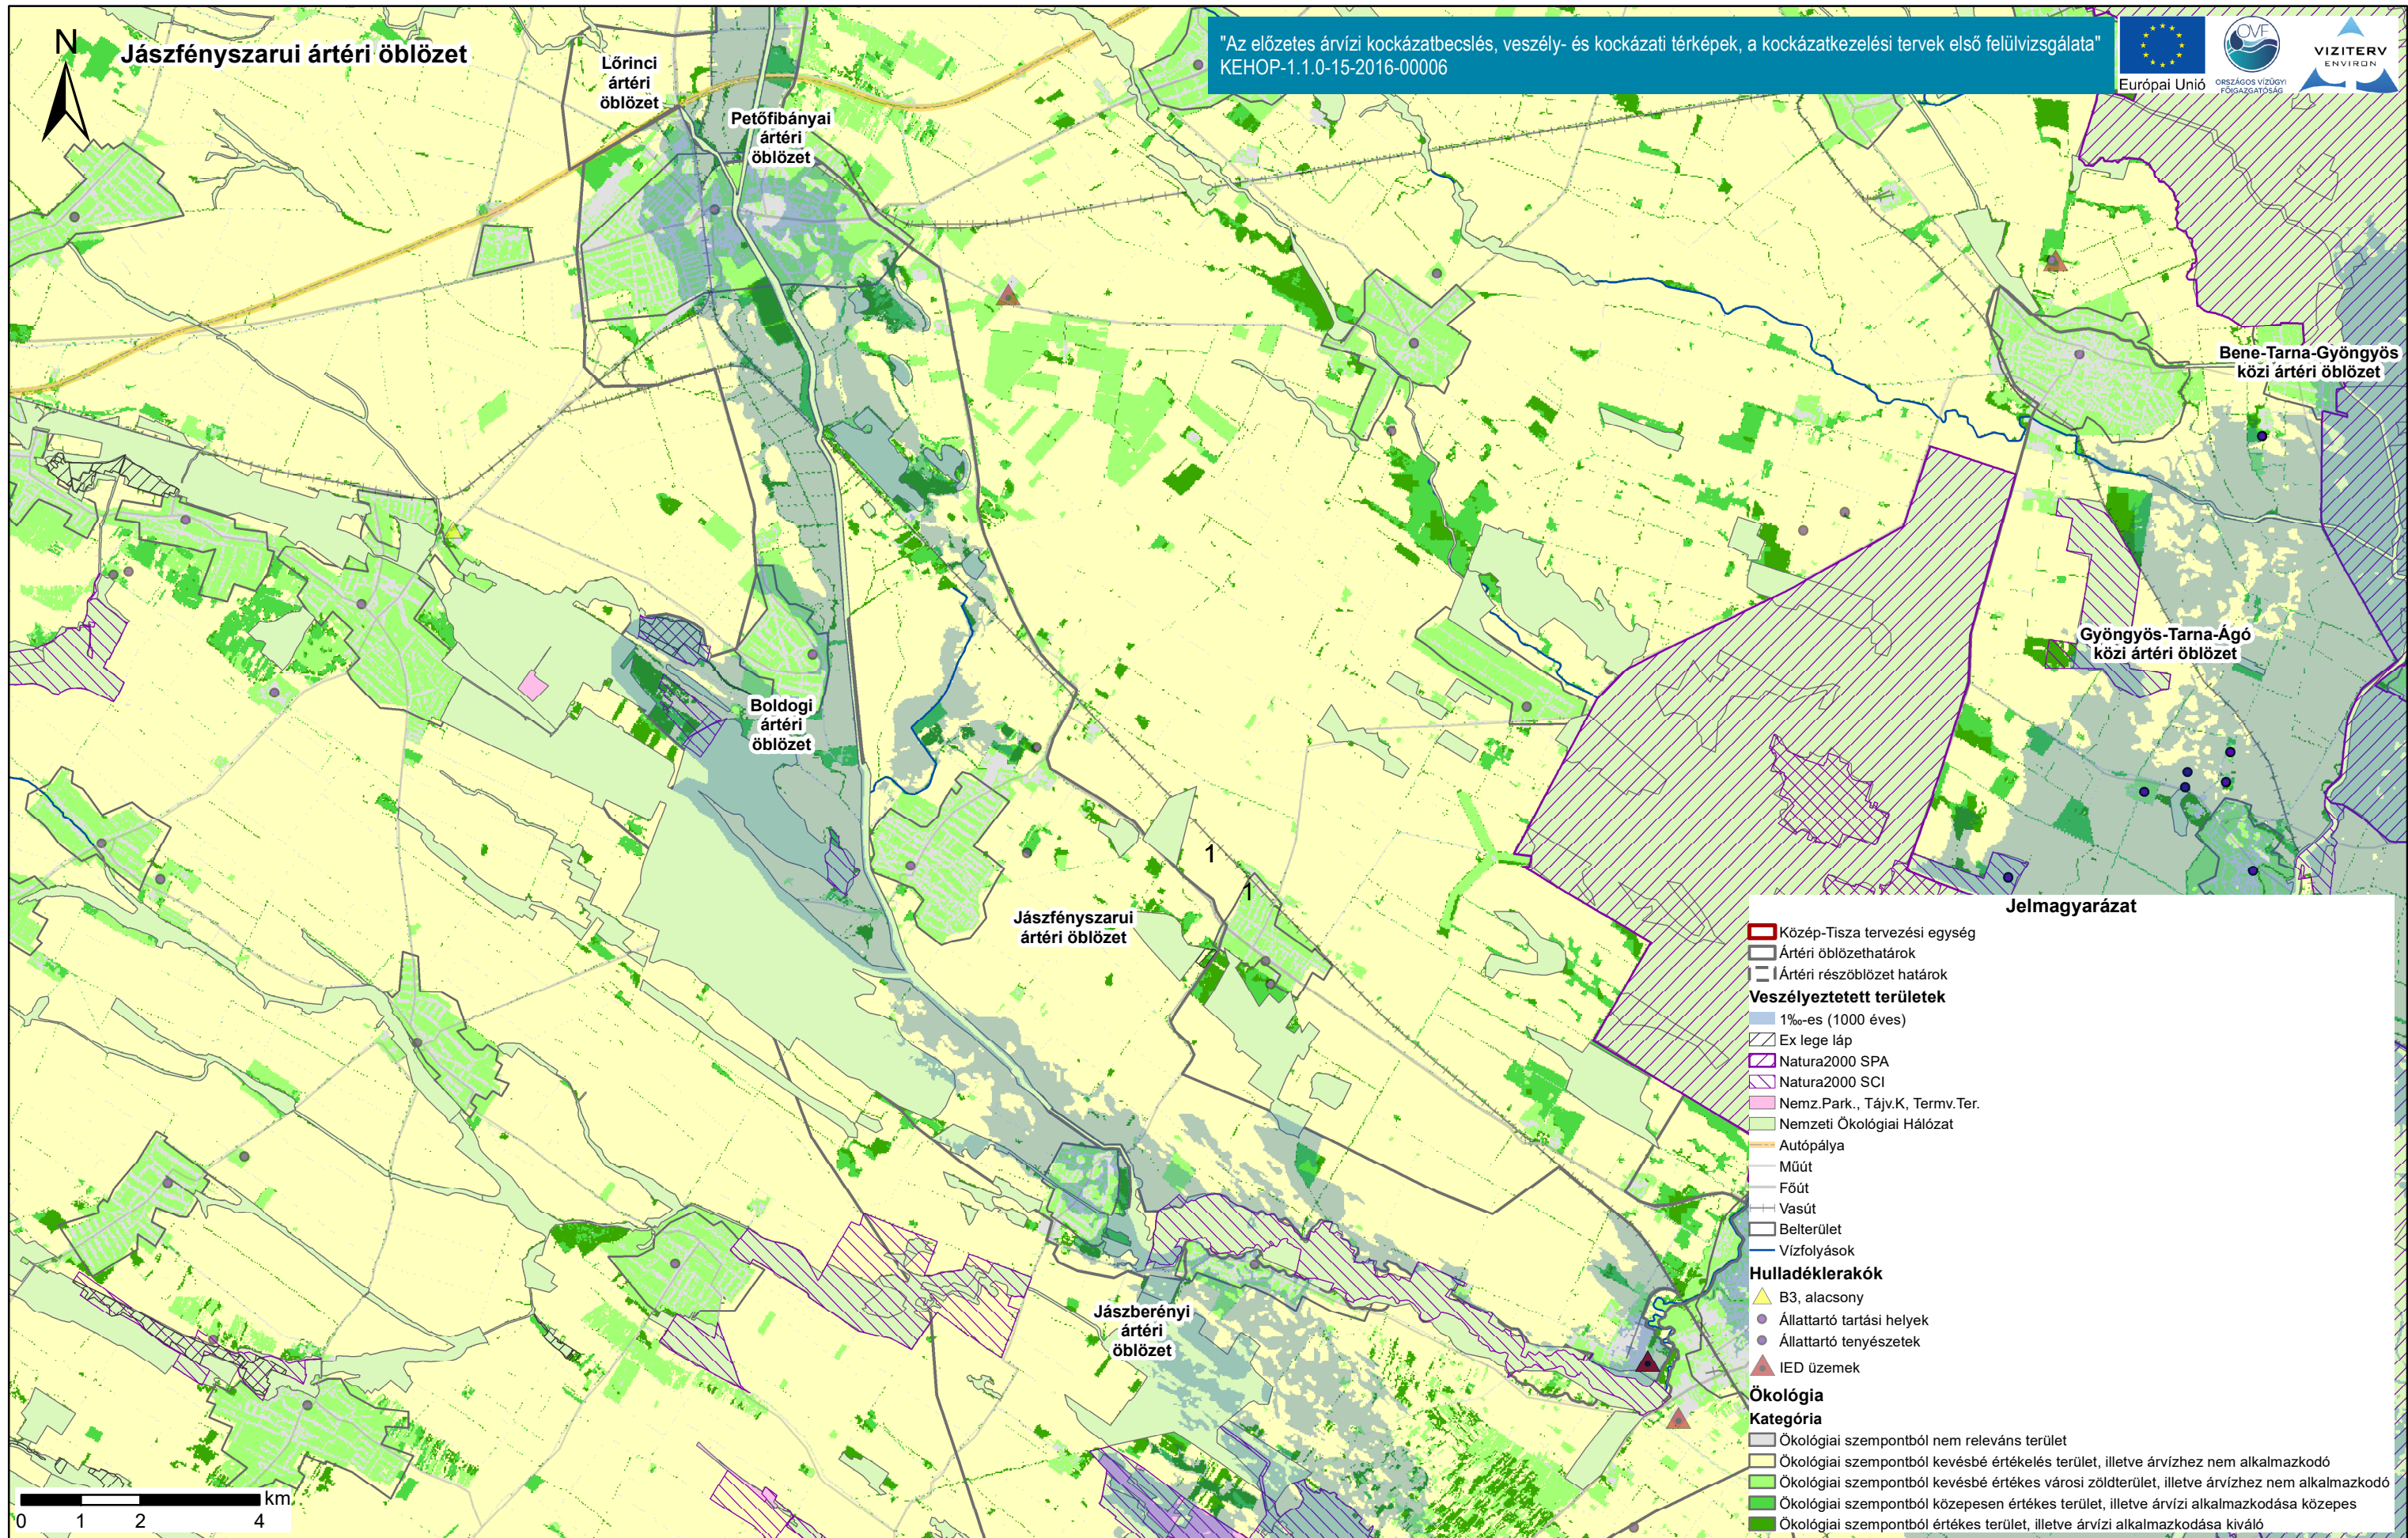 N
Jászfényszarui ártéri öblözet
"Az előzetes árvízi kockázatbecslés, veszély- és kockázati térképek, a kockázatkezelési tervek első felülvizsgálata"
KEHOP-1.1.0-15-2016-00006
Európai Unió
OVF
ORSZÁGOS VÍZÜGYI
FŐIGAZGATÓSÁG
VIZITERV
ENVIRON
Lőrinci
ártéri
öblözet
Petőfibányai
ártéri
öblözet
Bene-Tarna-Gyöngyös
közi ártéri öblözet
Gyöngyös-Tarna-Ágó
közi ártéri öblözet
Boldogi
ártéri
öblözet
1
1
Jászfényszarui
ártéri öblözet
Jászberényi
ártéri
öblözet
Jelmagyarázat
Közép-Tisza tervezési egység
Ártéri öblözethatárok
Ártéri részöblözet határok
Veszélyeztetett területek
1‰-es (1000 éves)
Ex lege láp
Natura2000 SPA
Natura2000 SCI
Nemz.Park., Tájv.K, Termv.Ter.
Nemzeti Ökológiai Hálózat
Autópálya
Műút
Főút
Vasút
Belterület
Vízfolyások
Hulladéklerakók
B3, alacsony
Állattartó tartási helyek
Állattartó tenyészetek
IED üzemek
Ökológia
Kategória
Ökológiai szempontból nem releváns terület
Ökológiai szempontból kevésbé értékelés terület, illetve árvízhez nem alkalmazkodó
Ökológiai szempontból kevésbé értékes városi zöldterület, illetve árvízhez nem alkalmazkodó
Ökológiai szempontból közepesen értékes terület, illetve árvízi alkalmazkodása közepes
Ökológiai szempontból értékes terület, illetve árvízi alkalmazkodása kiváló
km
0 1 2 4